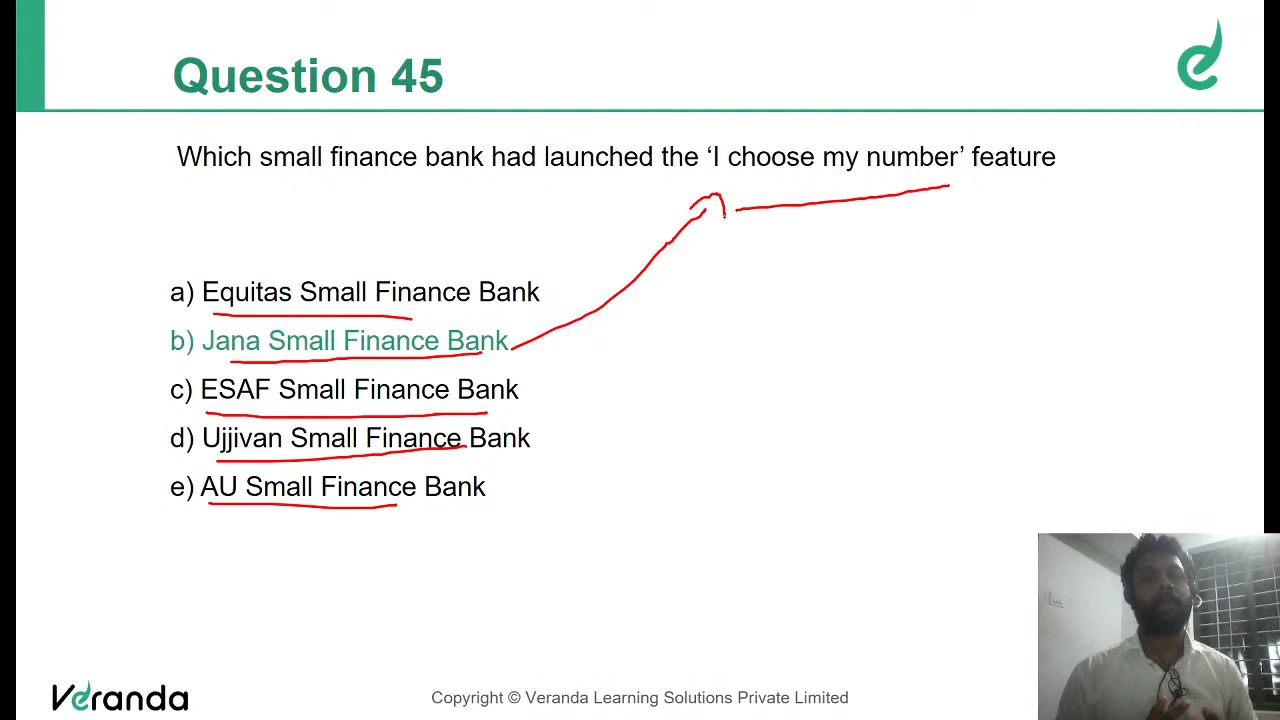 Question 45
Which small finance bank had launched the ‘I choose my number’ feature
a) Equitas Small Finance Bank
b) Jana Small Finance Bank
c) ESAF Small Finance Bank
d) Ujjivan Small Finance Bank
e) AU Small Finance Bank
Veranda
Copyright © Veranda Learning Solutions Private Limited